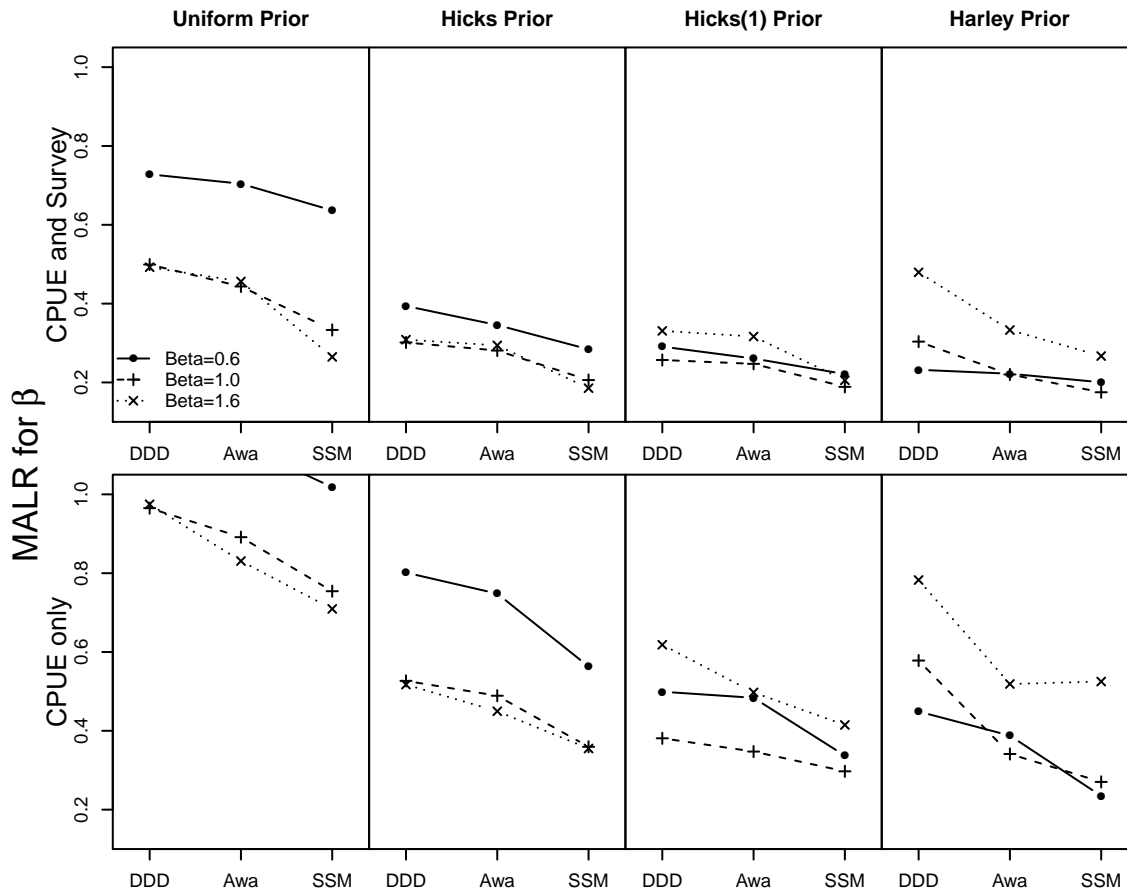 Uniform Prior Hicks Prior Hicks(1) Prior Harley Prior
MALR for β
CPUE and Survey
1.0
0.8
0.6
0.4
0.2
Beta=0.6
Beta=1.0
Beta=1.6
DDD Awa SSM DDD Awa SSM DDD Awa SSM DDD Awa SSM
CPUE only
1.0
0.8
0.6
0.4
0.2
DDD Awa SSM DDD Awa SSM DDD Awa SSM DDD Awa SSM